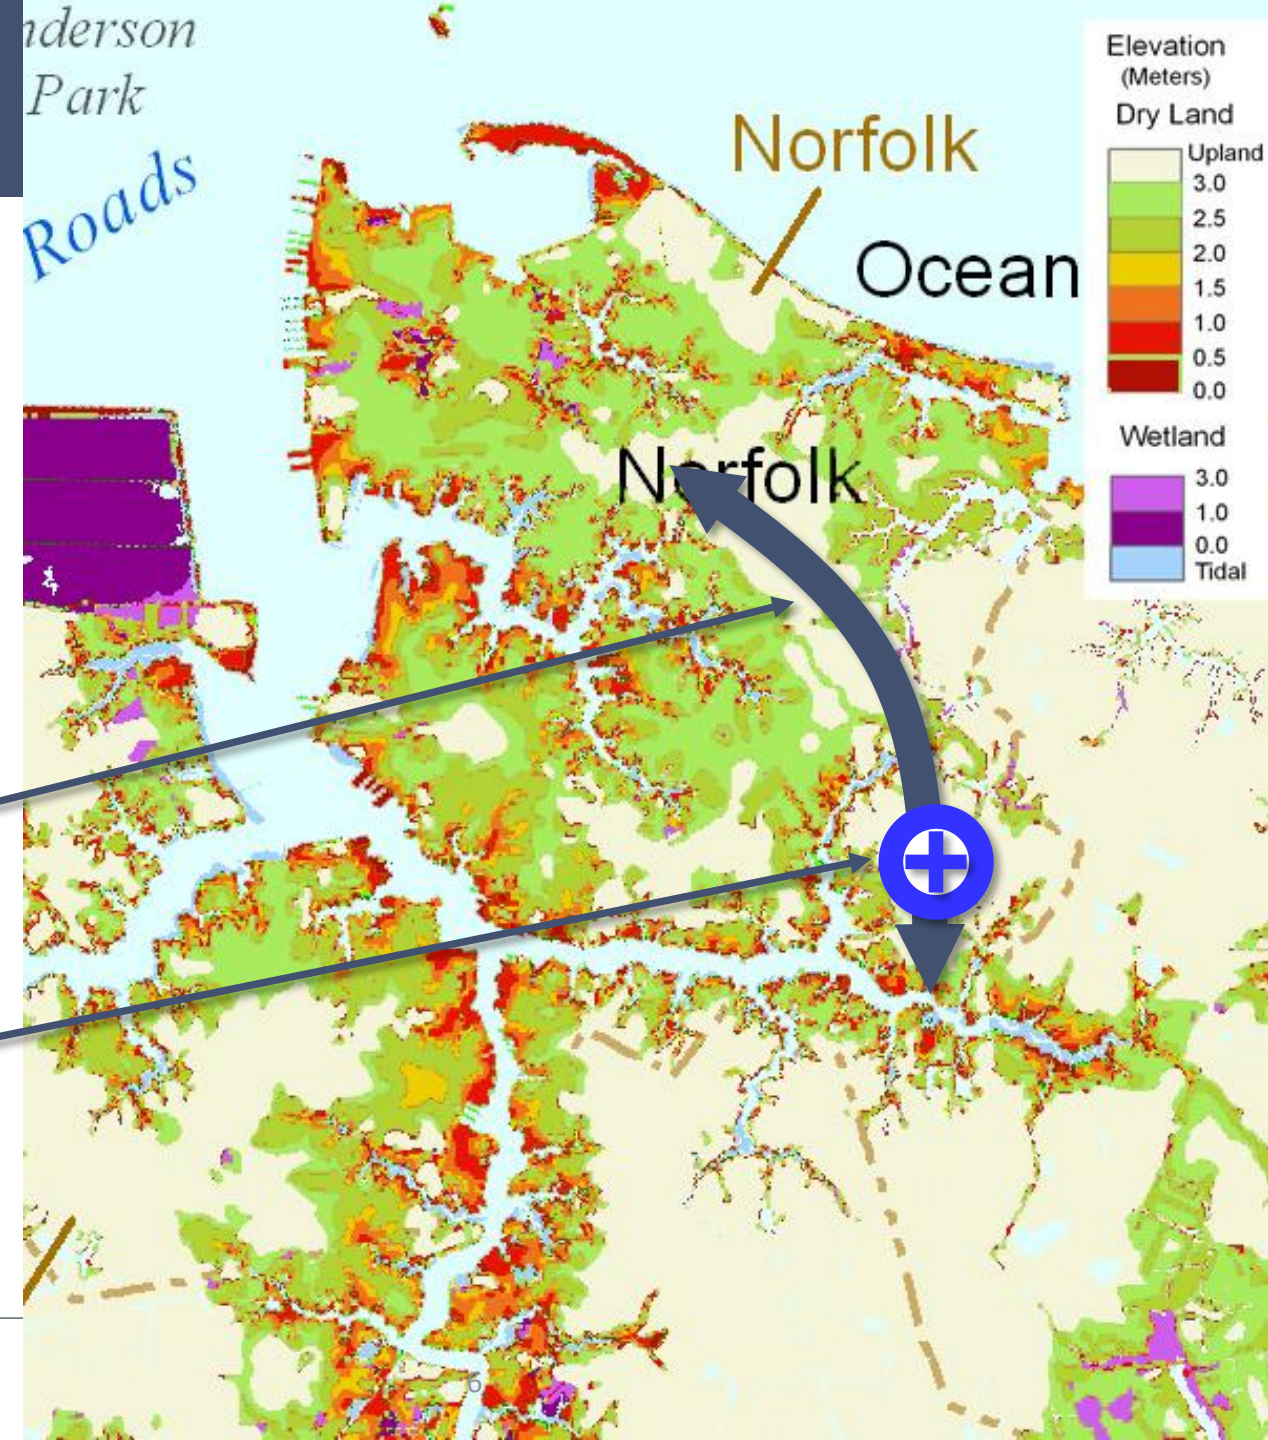 nderson
Park
Roads
Norfolk
Ocean
Norfolk
Elevation
(Meters)
Dry Land
Upland
3.0
2.5
2.0
1.5
1.0
0.5
0.0
Wetland
3.0
1.0
0.0
Tidal
6